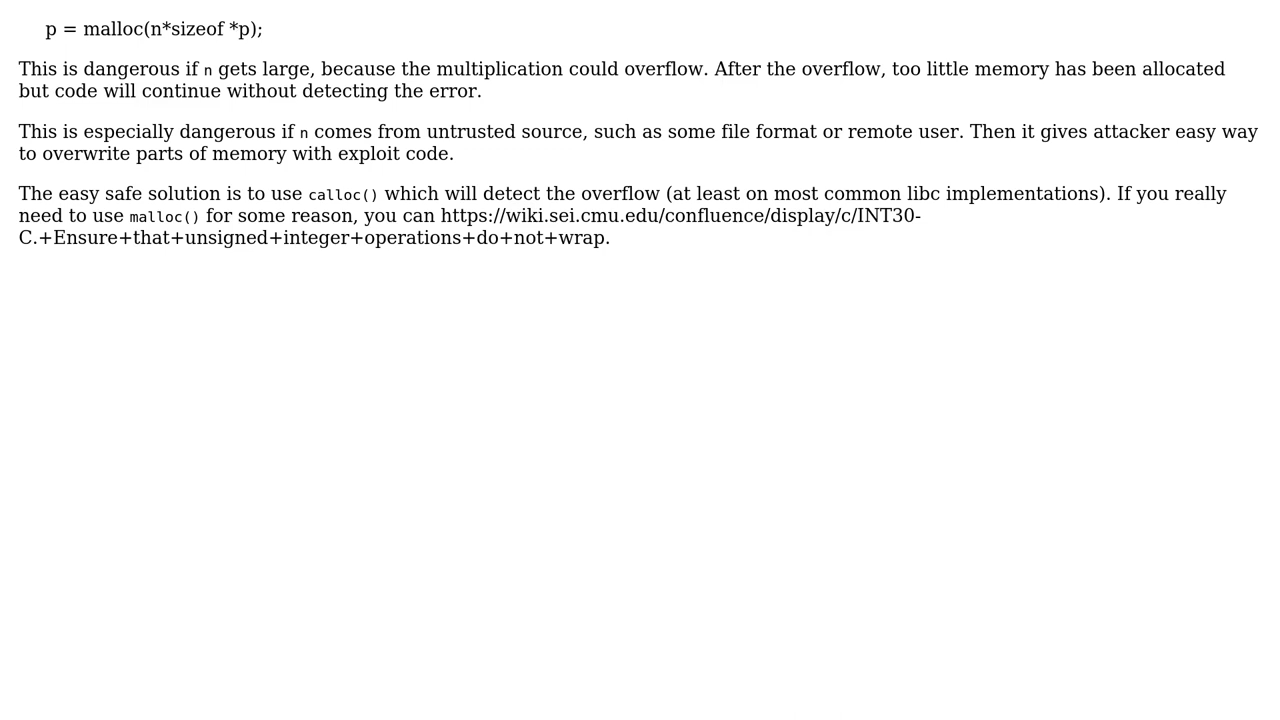 p = malloc(n*sizeof *p);
This is dangerous if n gets large, because the multiplication could overflow. After the overflow, too little memory has been allocated
but code will continue without detecting the error.
This is especially dangerous if n comes from untrusted source, such as some file format or remote user. Then it gives attacker easy way
to overwrite parts of memory with exploit code.
The easy safe solution is to use calloc() which will detect the overflow (at least on most common libc implementations). If you really
need to use malloc() for some reason, you can https://wiki.sei.cmu.edu/confluence/display/c/INT30-
C.+Ensure+that+unsigned+integer+operations+do+not+wrap.